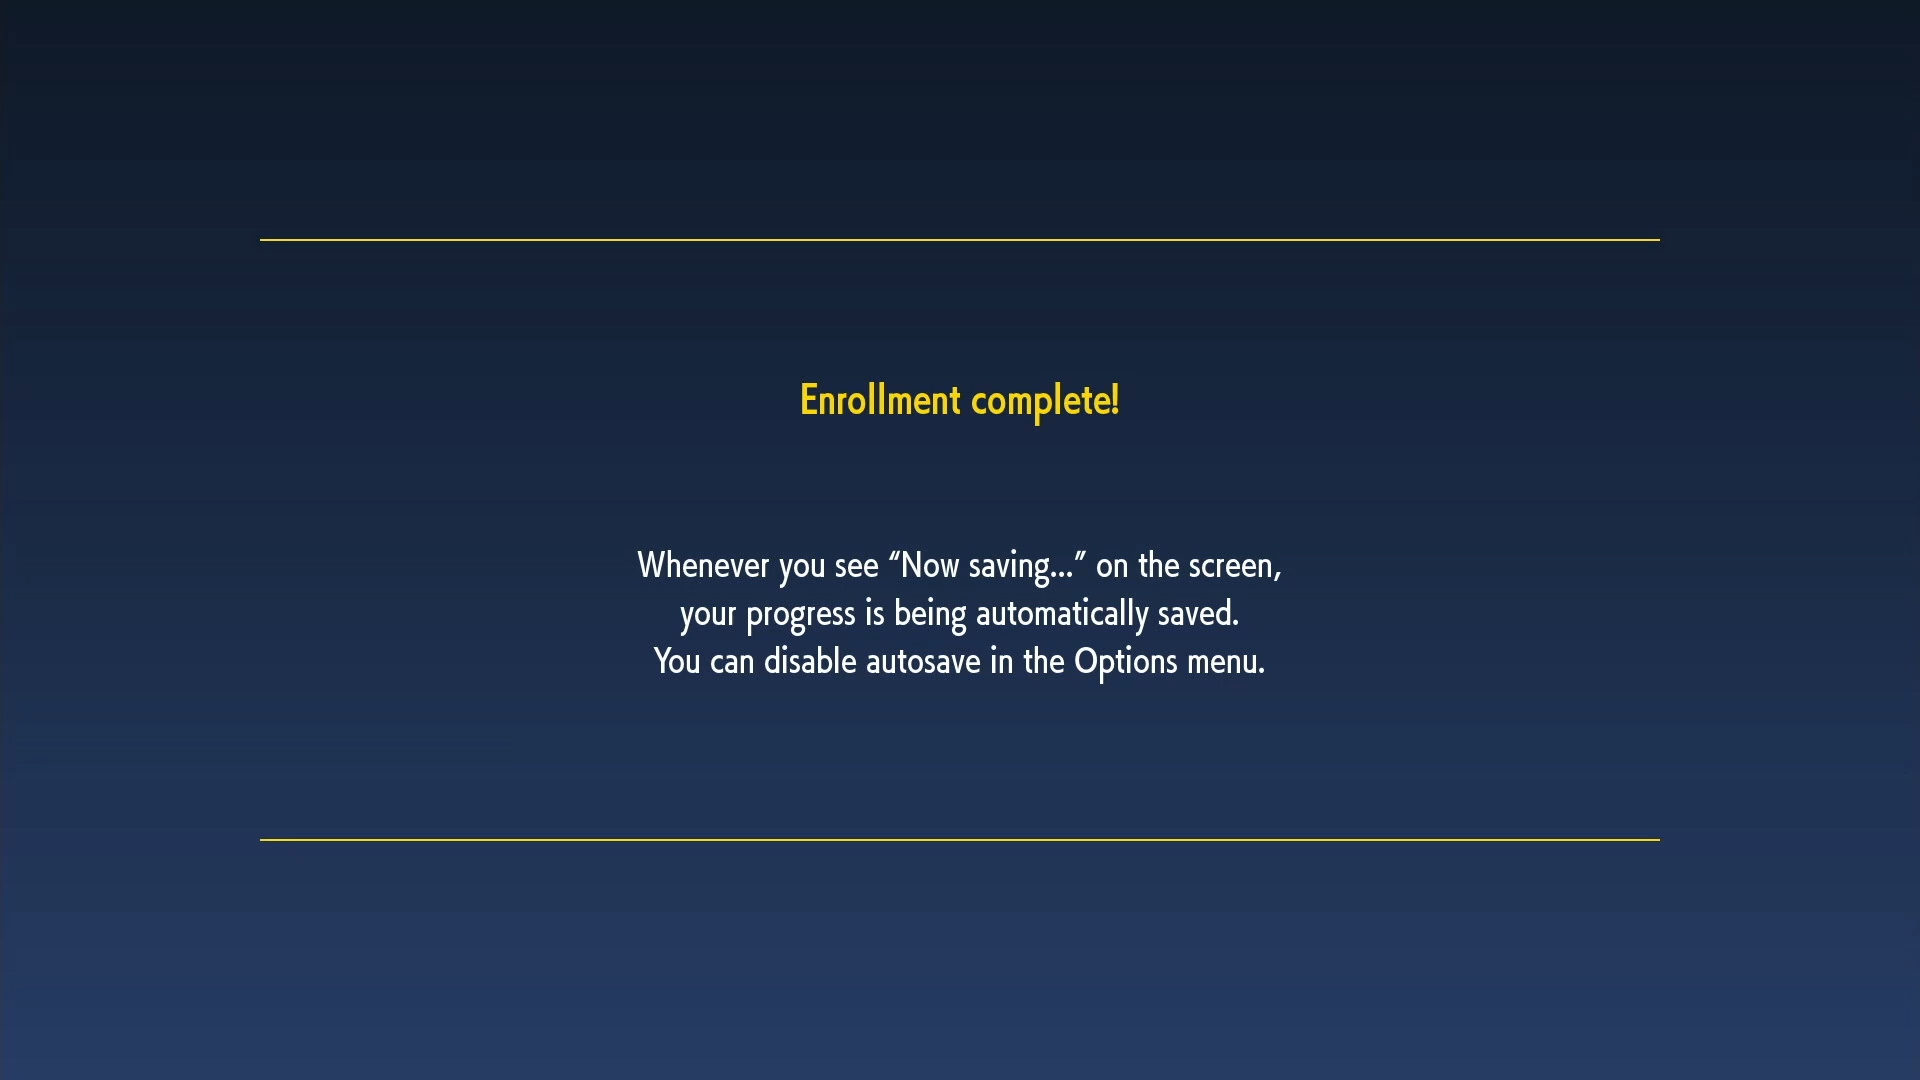 Enrollment complete!
Whenever you see “Now saving...” on the screen,
your progress is being automatically saved.
You can disable autosave in the Options menu.